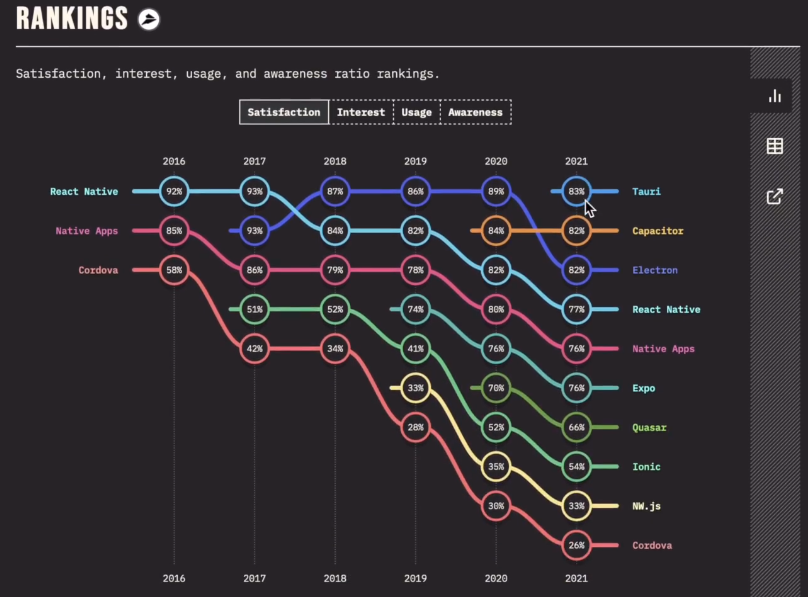 RANKINGS
Satisfaction, interest, usage, and awareness ratio rankings.
Satisfaction Interest Usage Awareness
2016 2017 2018 2019 2020 2021
React Native 92% 93% 87% 86% 89% 83% Tauri
Native Apps 85% 93% 84% 82% 84% 82% Capacitor
Cordova 58% 86% 79% 78% 82% 82% Electron
51% 52% 74% 80% 77% React Native
42% 34% 41% 76% 76% Native Apps
33% 70% 76% Expo
28% 52% 66% Quasar
35% 54% Ionic
30% 33% NW.js
26% Cordova
2016 2017 2018 2019 2020 2021